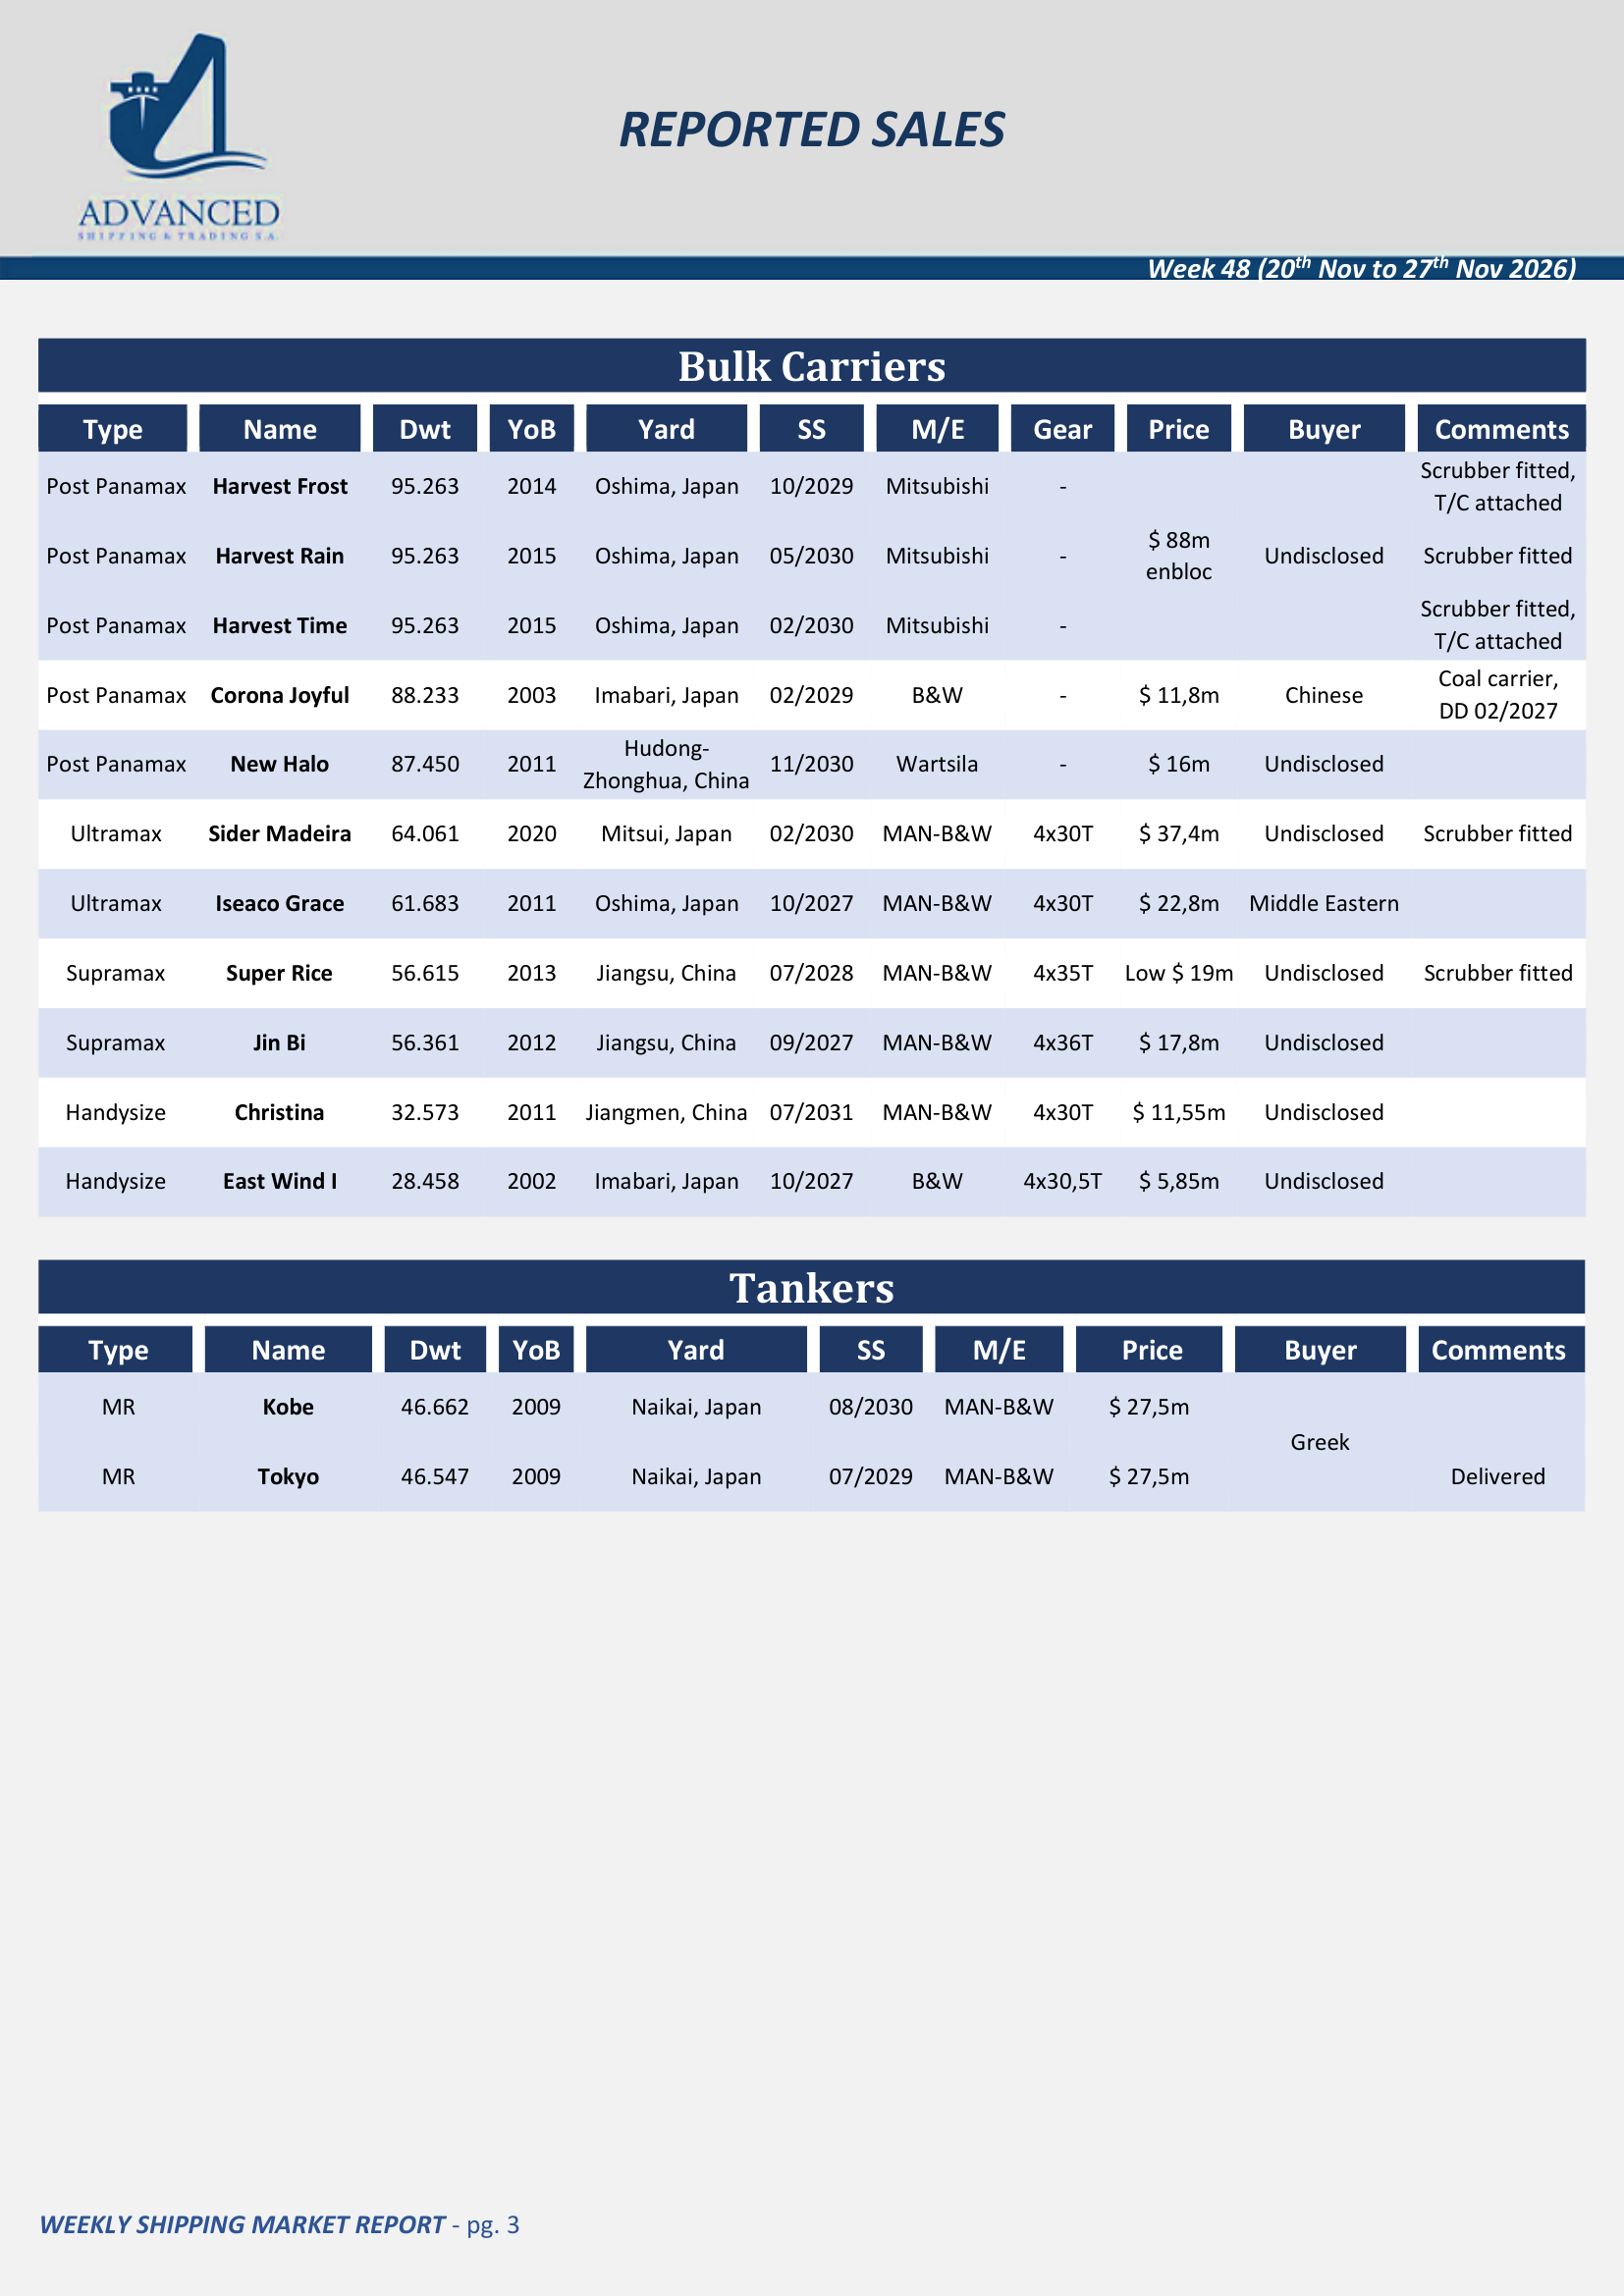 ADVANCED
SHIPPING & TRADING S.A.
REPORTED SALES
Week 48 (20th Nov to 27th Nov 2026)
Bulk Carriers
Type Name Dwt YoB Yard SS M/E Gear Price Buyer Comments
Post Panamax Harvest Frost 95.263 2014 Oshima, Japan 10/2029 Mitsubishi - Scrubber fitted, T/C attached
Post Panamax Harvest Rain 95.263 2015 Oshima, Japan 05/2030 Mitsubishi - $ 88m enbloc Undisclosed Scrubber fitted
Post Panamax Harvest Time 95.263 2015 Oshima, Japan 02/2030 Mitsubishi - Scrubber fitted, T/C attached
Post Panamax Corona Joyful 88.233 2003 Imabari, Japan 02/2029 B&W - $ 11,8m Chinese Coal carrier, DD 02/2027
Post Panamax New Halo 87.450 2011 Hudong-Zhonghua, China 11/2030 Wartsila - $ 16m Undisclosed
Ultramax Sider Madeira 64.061 2020 Mitsui, Japan 02/2030 MAN-B&W 4x30T $ 37,4m Undisclosed Scrubber fitted
Ultramax Iseaco Grace 61.683 2011 Oshima, Japan 10/2027 MAN-B&W 4x30T $ 22,8m Middle Eastern
Supramax Super Rice 56.615 2013 Jiangsu, China 07/2028 MAN-B&W 4x35T Low $ 19m Undisclosed Scrubber fitted
Supramax Jin Bi 56.361 2012 Jiangsu, China 09/2027 MAN-B&W 4x36T $ 17,8m Undisclosed
Handysize Christina 32.573 2011 Jiangmen, China 07/2031 MAN-B&W 4x30T $ 11,55m Undisclosed
Handysize East Wind I 28.458 2002 Imabari, Japan 10/2027 B&W 4x30,5T $ 5,85m Undisclosed
Tankers
Type Name Dwt YoB Yard SS M/E Price Buyer Comments
MR Kobe 46.662 2009 Naikai, Japan 08/2030 MAN-B&W $ 27,5m
Greek
MR Tokyo 46.547 2009 Naikai, Japan 07/2029 MAN-B&W $ 27,5m Delivered
WEEKLY SHIPPING MARKET REPORT - pg. 3